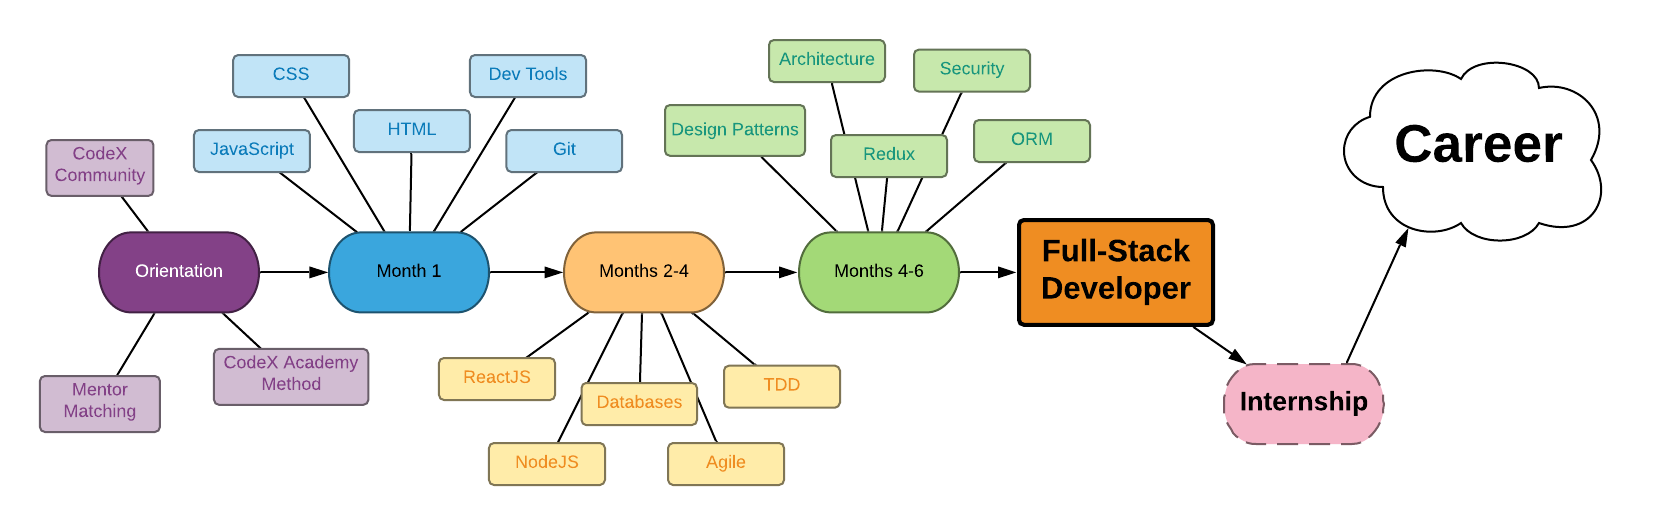 CodeX
Community
Orientation
Mentor
Matching
CodeX Academy
Method
CSS
Dev Tools
JavaScript
HTML
Git
Month 1
Months 2-4
ReactJS
Databases
TDD
NodeJS
Agile
Architecture
Security
Design Patterns
Redux
ORM
Months 4-6
Full-Stack
Developer
Internship
Career